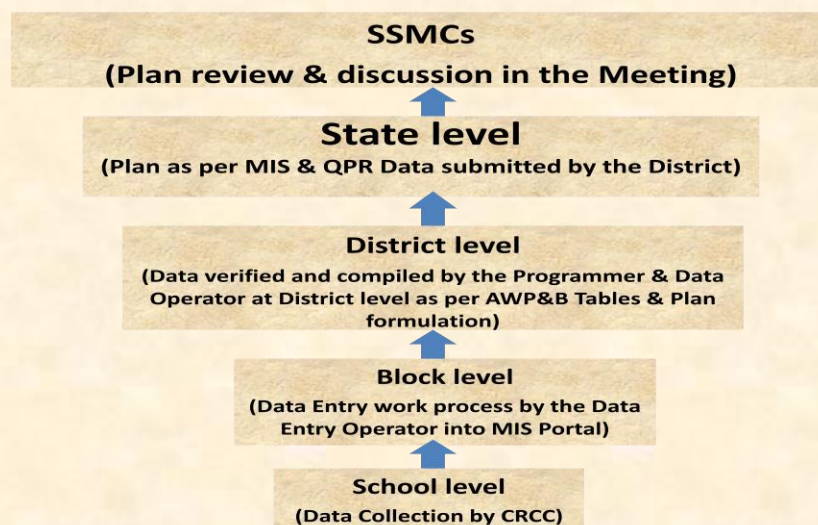 SSMCs
(Plan review & discussion in the Meeting)
State level
(Plan as per MIS & QPR Data submitted by the District)
District level
(Data verified and compiled by the Programmer & Data
Operator at District level as per AWP&B Tables & Plan
formulation)
Block level
(Data Entry work process by the Data
Entry Operator into MIS Portal)
School level
(Data Collection by CRCC)